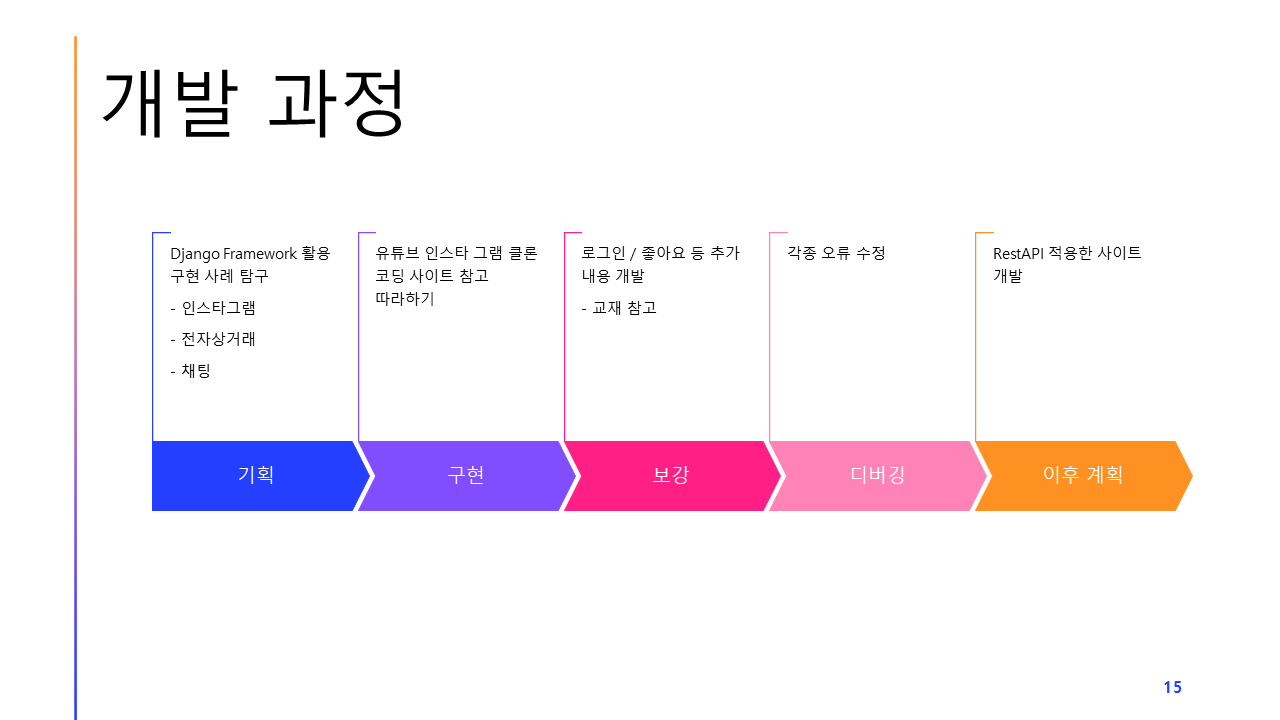 개발 과정
Django Framework 활용
구현 사례 탐구
- 인스타그램
- 전자상거래
- 채팅
유튜브 인스타 그램 클론
코딩 사이트 참고
따라하기
로그인 / 좋아요 등 추가
내용 개발
- 교재 참고
각종 오류 수정
RestAPI 적용한 사이트
개발
기획
구현
보강
디버깅
이후 계획
15